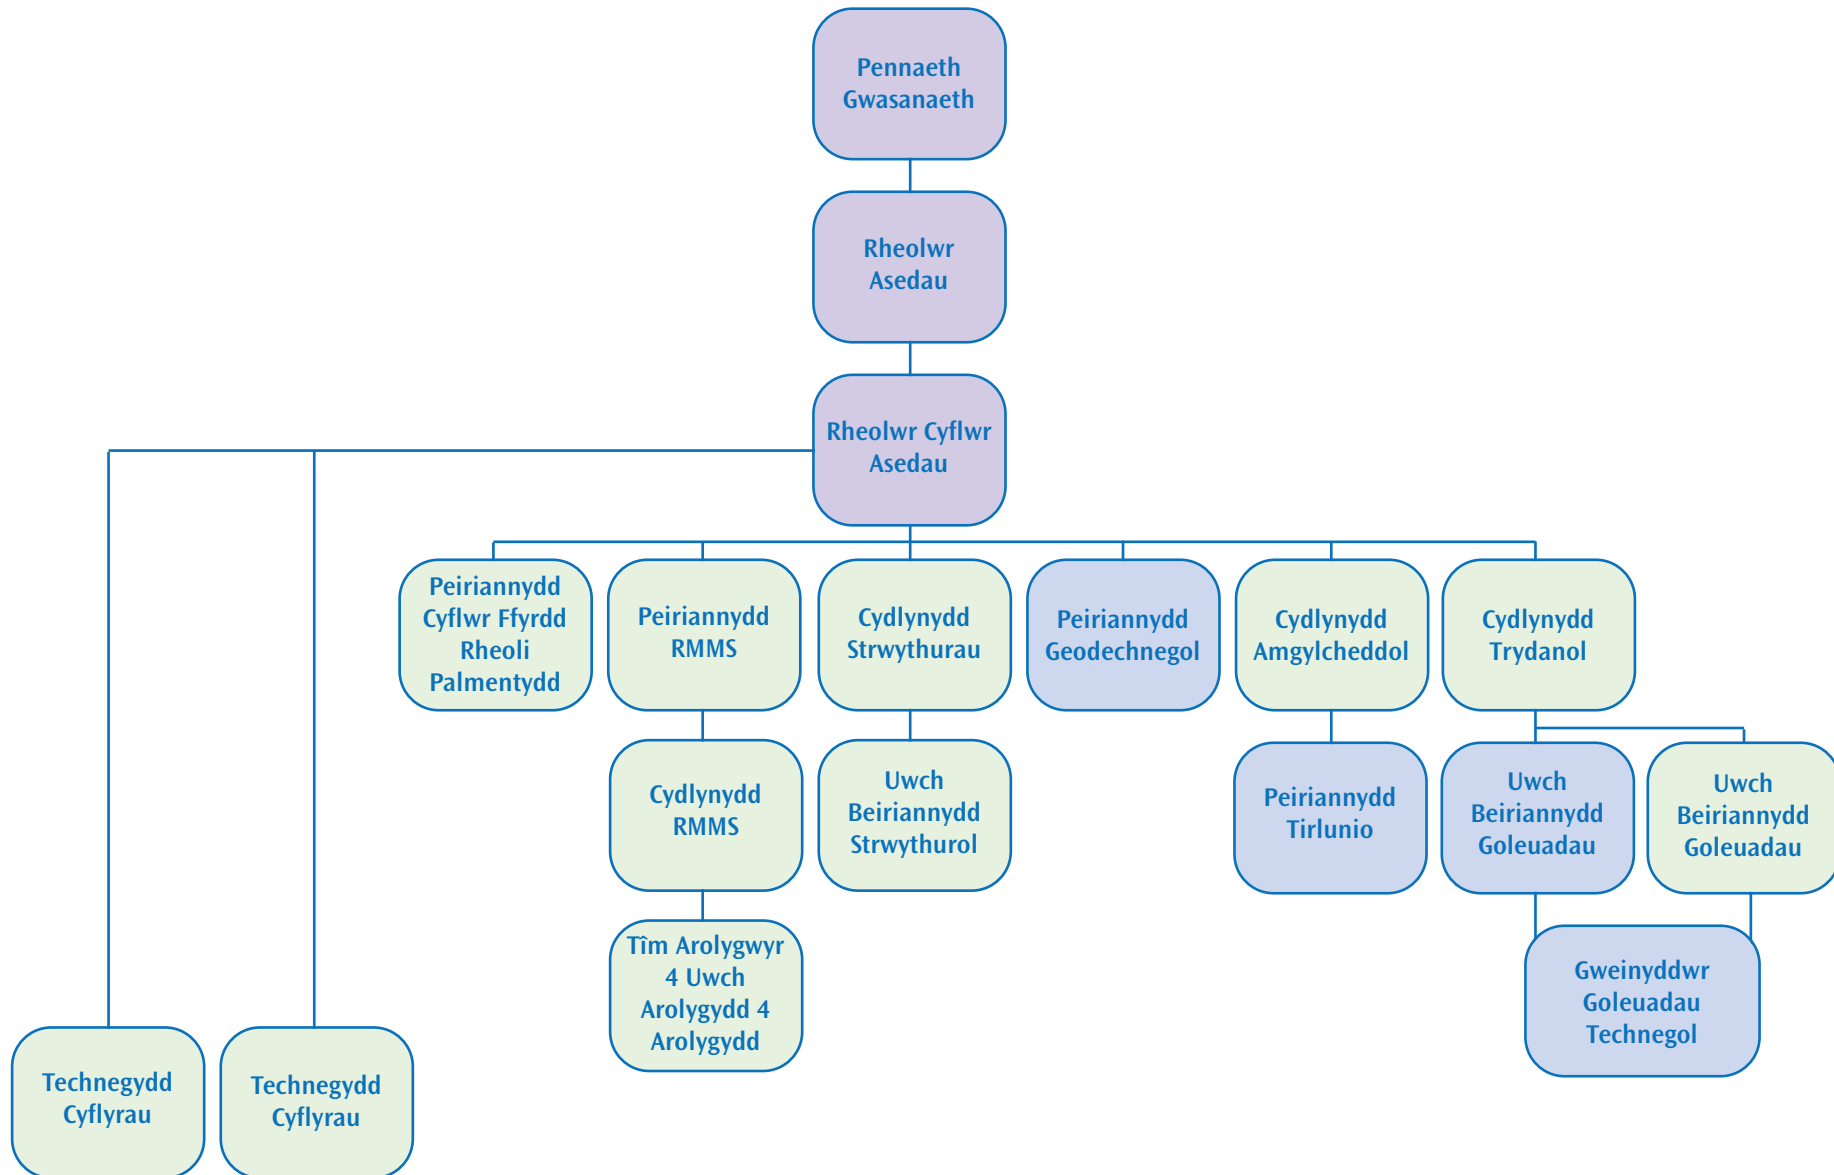 Pennaeth
Gwasanaeth
Rheolwr
Asedau
Rheolwr Cyflwr
Asedau
Peiriannydd
Cyflwr Ffyrdd
Rheoli
Palmentydd
Peiriannydd
RMMS
Cydlynydd
Strwythurau
Peiriannydd
Geodechnegol
Cydlynydd
Amgylcheddol
Cydlynydd
Trydanol
Cydlynydd
RMMS
Uwch
Beiriannydd
Strwythurol
Peiriannydd
Tirlunio
Uwch
Beiriannydd
Goleuadau
Uwch
Beiriannydd
Goleuadau
Tîm Arolygwyr
4 Uwch
Arolygydd 4
Arolygydd
Gweinyddwr
Goleuadau
Technegol
Technegydd
Cyflyrau
Technegydd
Cyflyrau